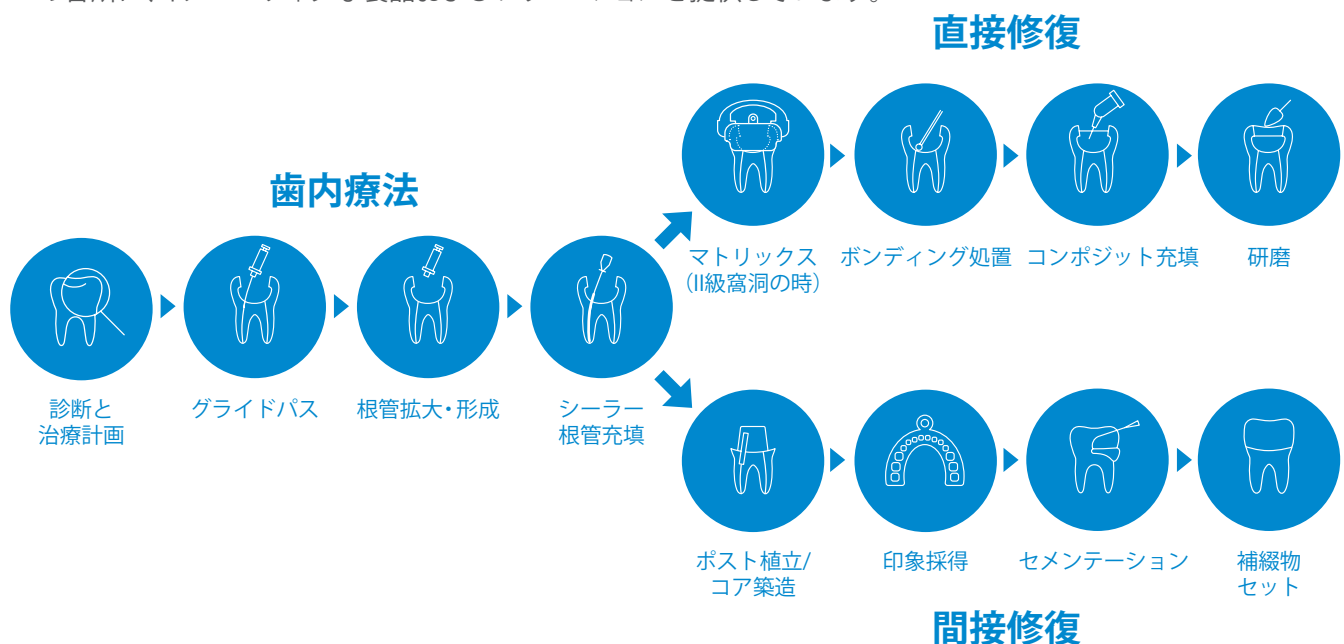 直接修復
歯内療法
マトリックス
(II級窩洞の時)
ボンディング処置
コンポジット充填
研磨
診断と
治療計画
グライドパス
根管拡大・形成
シーラー
根管充填
ポスト植立/
コア築造
印象採得
セメンテーション
補綴物
セット
間接修復